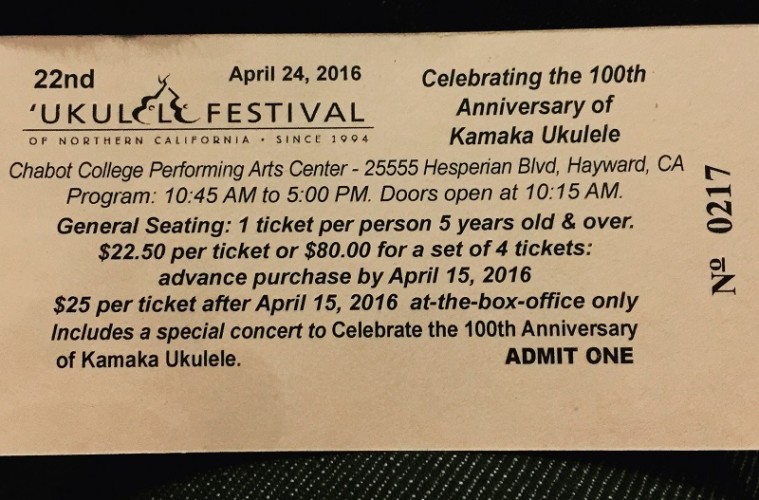 22nd
April 24, 2016
'UKULELE FESTIVAL
OF NORTHERN CALIFORNIA • SINCE 1994
Celebrating the 100th
Anniversary of
Kamaka Ukulele
Chabot College Performing Arts Center - 25555 Hesperian Blvd, Hayward, CA
Program: 10:45 AM to 5:00 PM. Doors open at 10:15 AM.
General Seating: 1 ticket per person 5 years old & over.
$22.50 per ticket or $80.00 for a set of 4 tickets:
advance purchase by April 15, 2016
$25 per ticket after April 15, 2016 at-the-box-office only
Includes a special concert to Celebrate the 100th Anniversary
of Kamaka Ukulele.
ADMIT ONE
Nº 0217